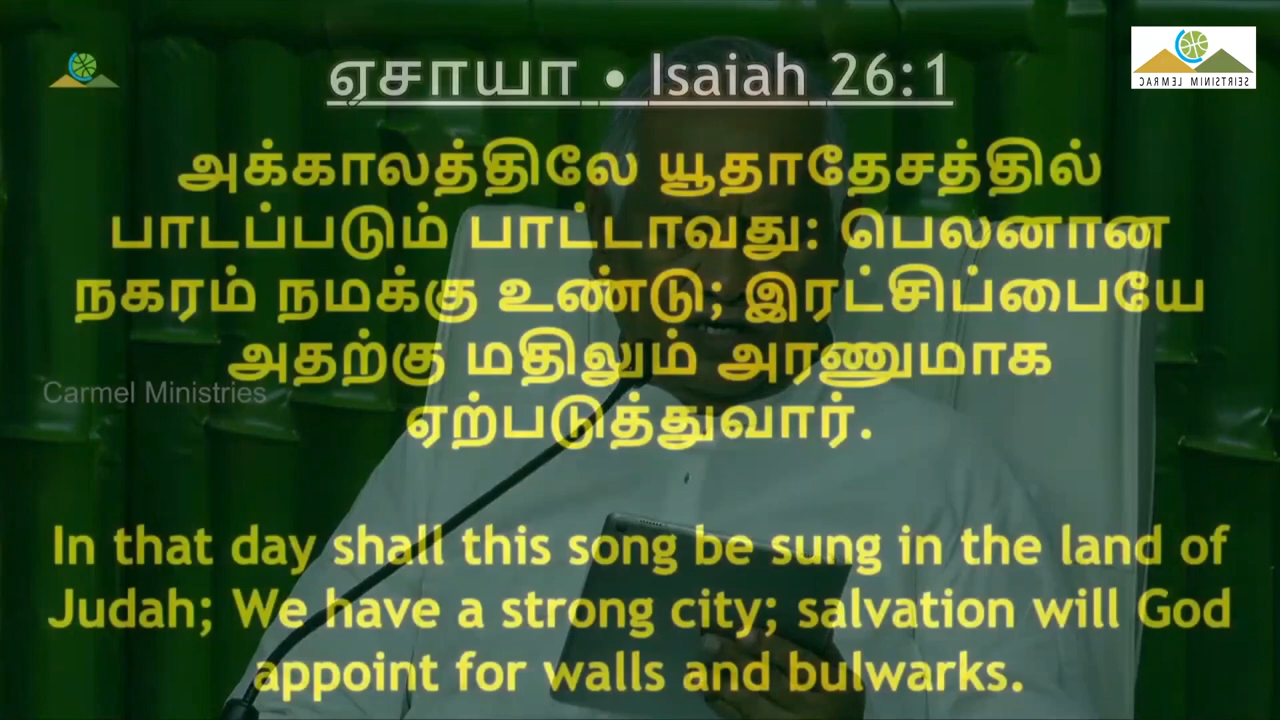 ஏசாயா • Isaiah 26:1
CARMEL MINISTRIES
அக்காலத்திலே யூதாதேசத்தில்
பாடப்படும் பாட்டாவது: பெலனான
நகரம் நமக்கு உண்டு; இரட்சிப்பையே
அதற்கு மதிலும் அரணுமாக
Carmel Ministries
ஏற்படுத்துவார்.
In that day shall this song be sung in the land of
Judah; We have a strong city; salvation will God
appoint for walls and bulwarks.